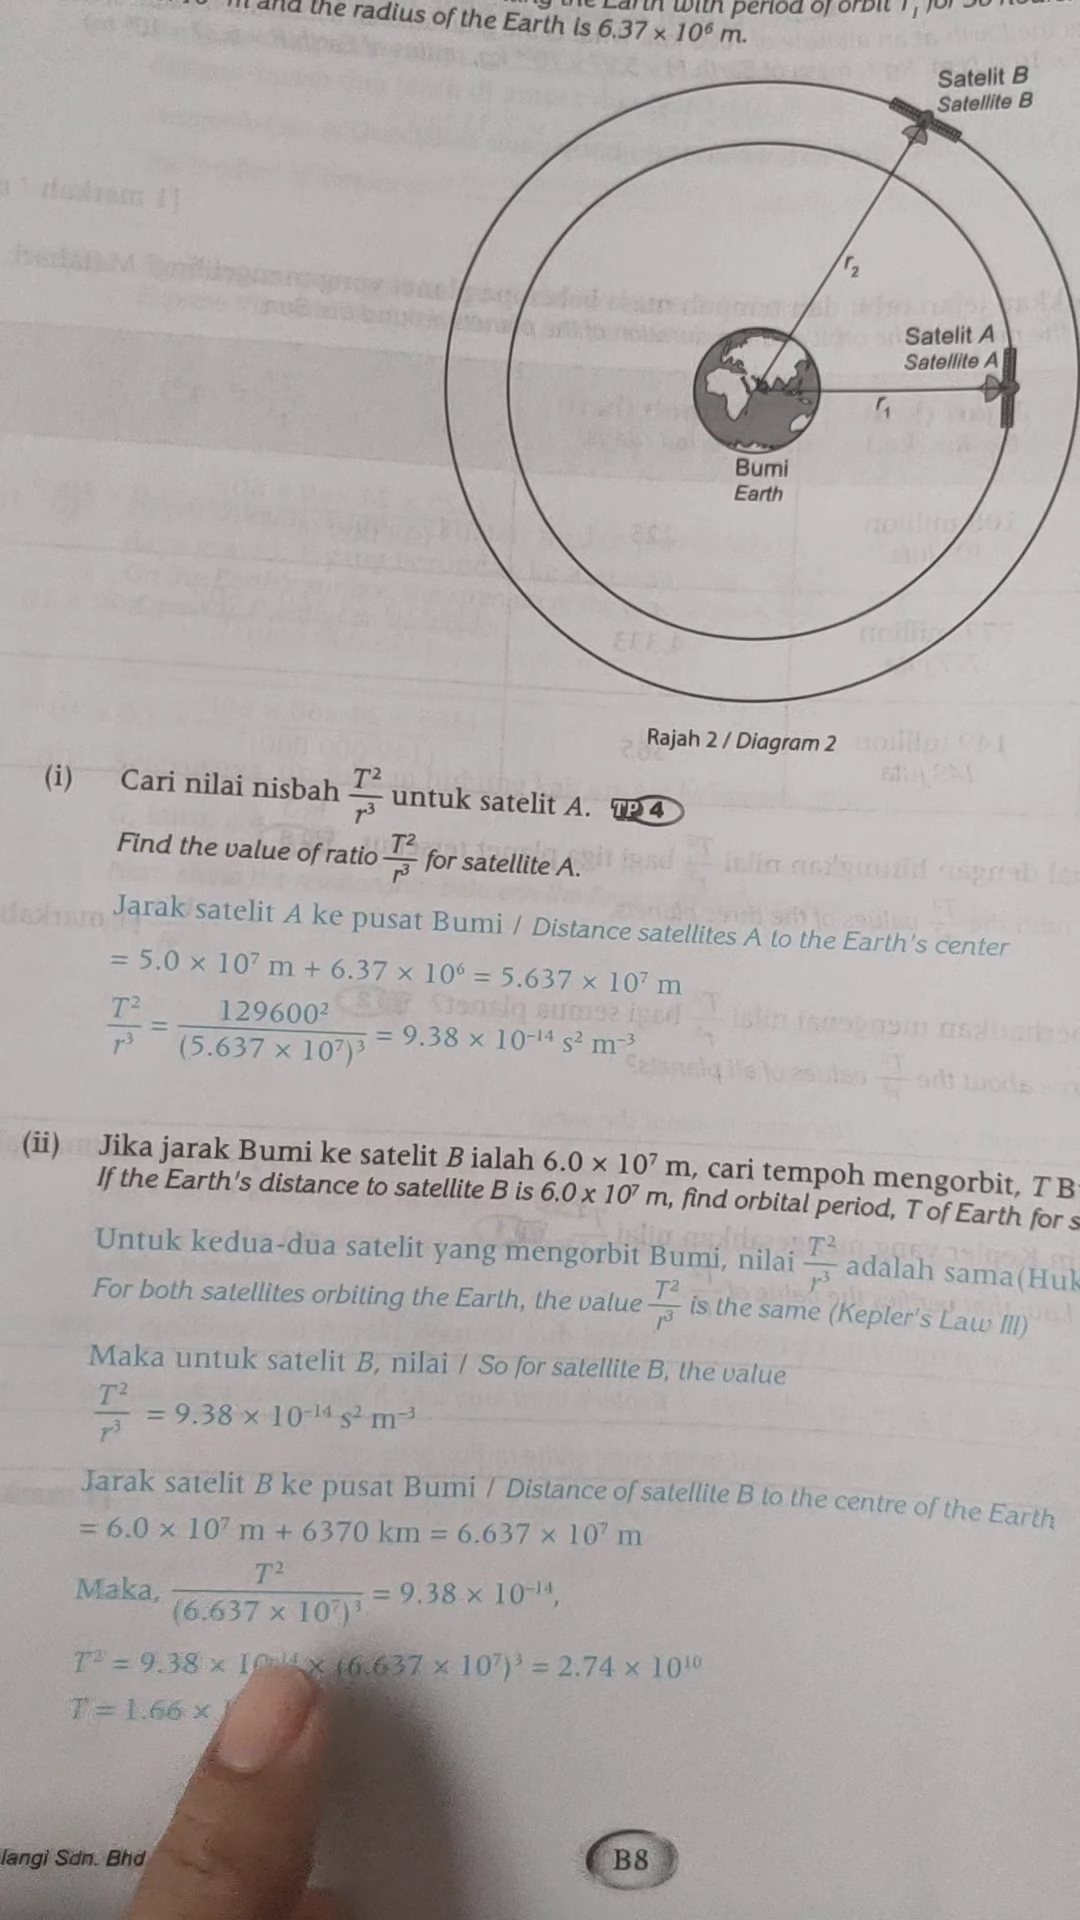 and the radius of the Earth is 6.37 × 10⁶ m.
Satelit B
Satellite B
r₂
Satelit A
Satellite A
r₁
Bumi
Earth
Rajah 2 / Diagram 2
(i) Cari nilai nisbah T²/r³ untuk satelit A. TP 4
Find the value of ratio T²/r³ for satellite A.
Jarak satelit A ke pusat Bumi / Distance satellites A to the Earth's center
= 5.0 × 10⁷ m + 6.37 × 10⁶ = 5.637 × 10⁷ m
T²/r³ = 129600²/(5.637 × 10⁷)³ = 9.38 × 10⁻¹⁴ s² m⁻³
(ii) Jika jarak Bumi ke satelit B ialah 6.0 × 10⁷ m, cari tempoh mengorbit, T B
If the Earth's distance to satellite B is 6.0 x 10⁷ m, find orbital period, T of Earth for s
Untuk kedua-dua satelit yang mengorbit Bumi, nilai T²/r³ adalah sama (Huk
For both satellites orbiting the Earth, the value T²/r³ is the same (Kepler's Law III)
Maka untuk satelit B, nilai / So for satellite B, the value
T²/r³ = 9.38 × 10⁻¹⁴ s² m⁻³
Jarak satelit B ke pusat Bumi / Distance of satellite B to the centre of the Earth
= 6.0 × 10⁷ m + 6370 km = 6.637 × 10⁷ m
Maka, T²/(6.637 × 10⁷)³ = 9.38 × 10⁻¹⁴,
T² = 9.38 × 10⁻¹⁴ × (6.637 × 10⁷)³ = 2.74 × 10¹⁰
T = 1.66 ×
langi Sdn. Bhd
B8